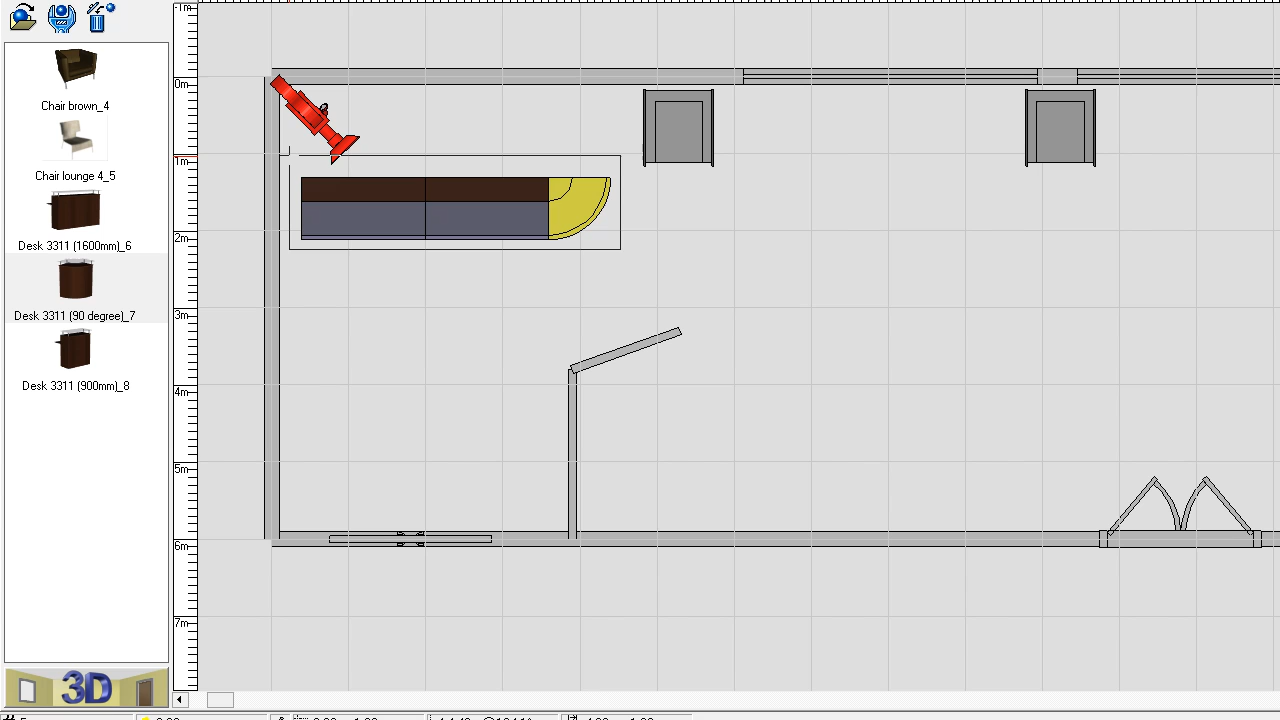 -1m
Chair brown_4
0m
Chair lounge 4_5
1m
Desk 3311 (1600mm)_6
2m
Desk 3311 (90 degree)_7
3m
Desk 3311 (900mm)_8
4m
5m
6m
7m
3D